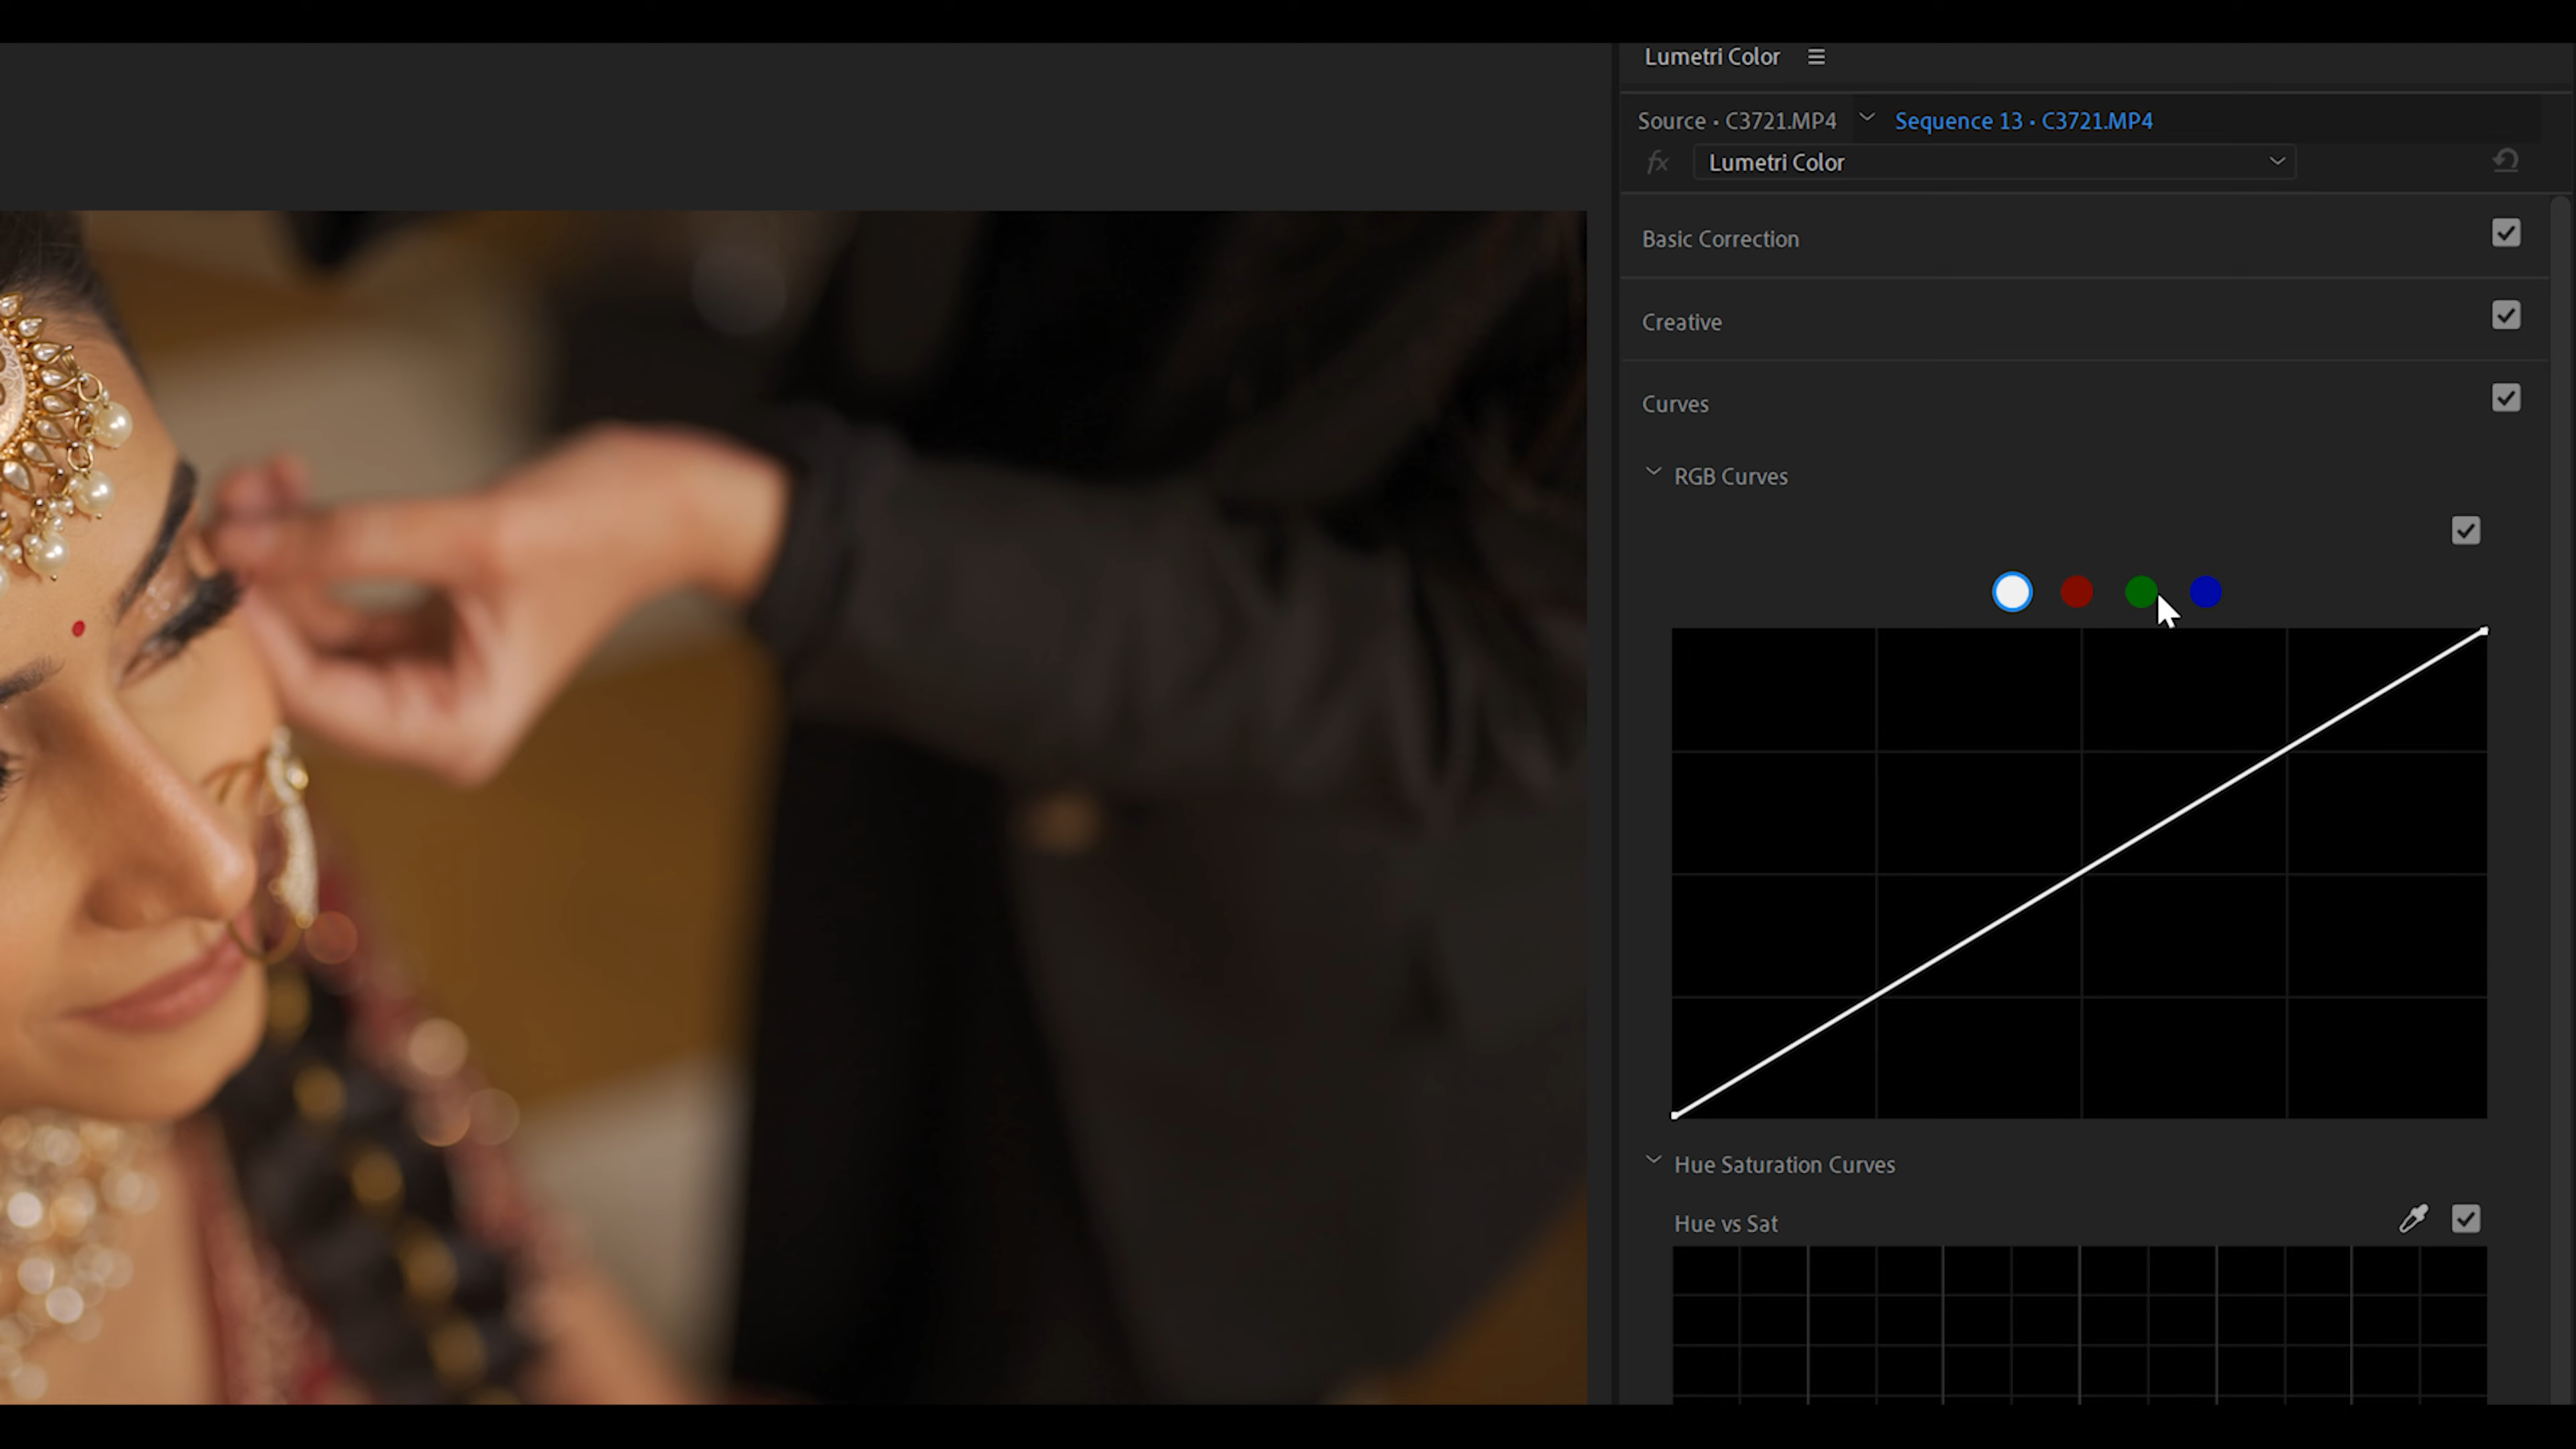 Lumetri Color
Source • C3721.MP4 Sequence 13 • C3721.MP4
fx Lumetri Color
Basic Correction
Creative
Curves
RGB Curves
Hue Saturation Curves
Hue vs Sat